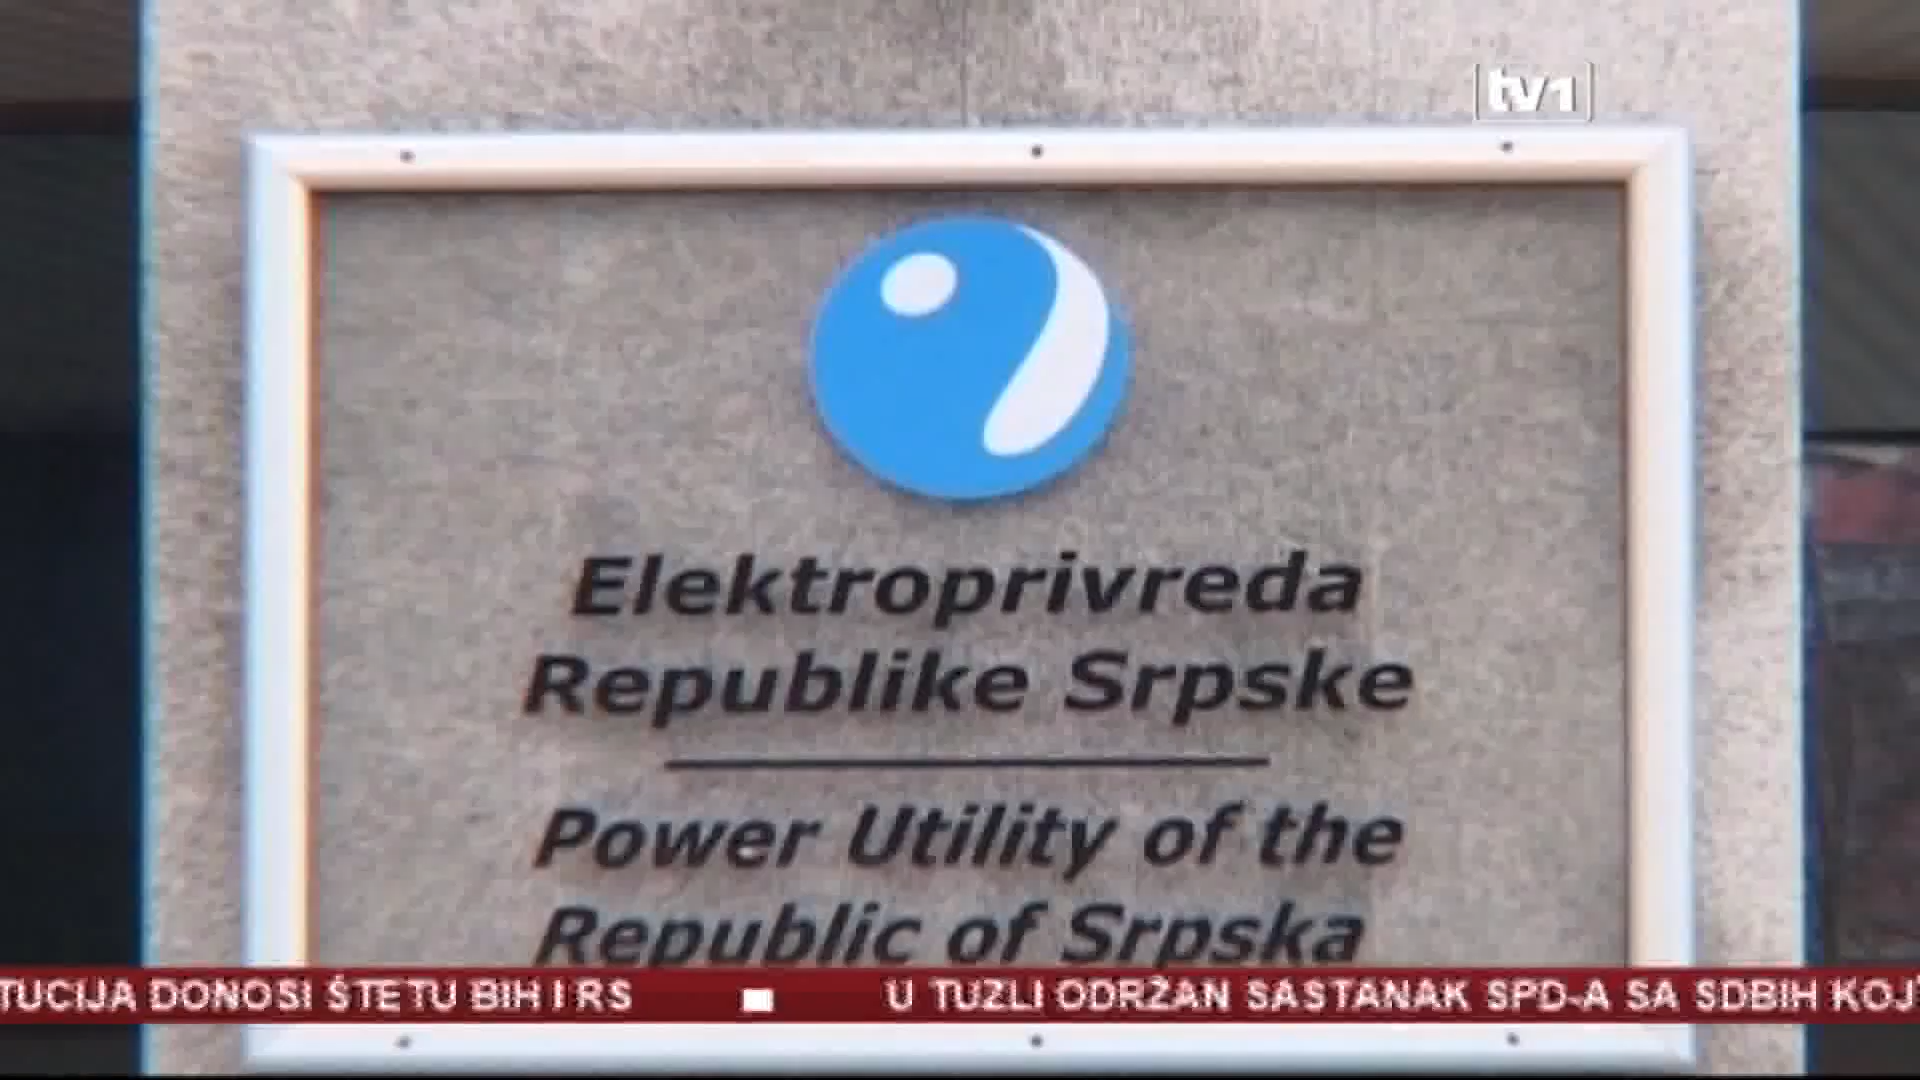 tv1
Elektroprivreda
Republike Srpske
Power Utility of the
Republic of Srpska
TUCIJA DONOSI ŠTETU BIH I RS ■ U TUZLI ODRŽAN SASTANAK SPD-A SA SDBIH KOJ